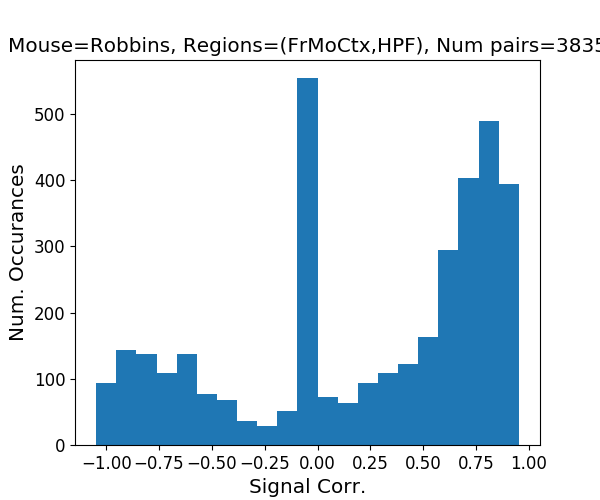 Mouse=Robbins, Regions=(FrMoCtx,HPF), Num pairs=3835
Num. Occurances
500
400
300
200
100
0
−1.00 −0.75 −0.50 −0.25 0.00 0.25 0.50 0.75 1.00
Signal Corr.